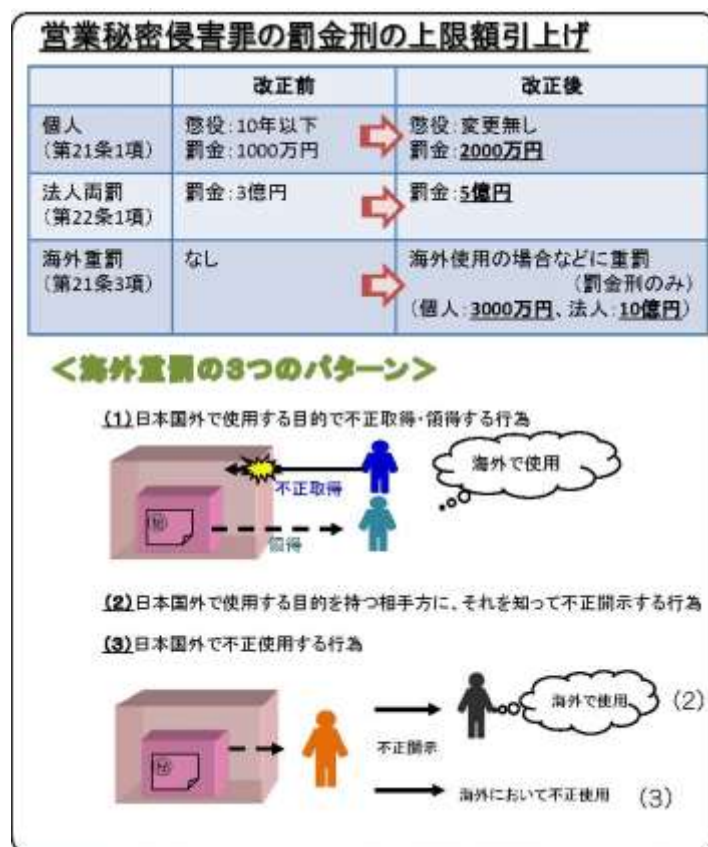 営業秘密侵害罪の罰金刑の上限額引上げ
改正前
改正後
個人
(第21条1項)
懲役:10年以下
罰金:1000万円
懲役:変更無し
罰金:2000万円
法人両罰
(第22条1項)
罰金:3億円
罰金:5億円
海外重罰
(第21条3項)
なし
海外使用の場合などに重罰
(罰金刑のみ)
(個人:3000万円、法人:10億円)
<海外重罰の3つのパターン>
(1)日本国外で使用する目的で不正取得・領得する行為
海外で使用
不正取得
㊙
領得
(2)日本国外で使用する目的を持つ相手方に、それを知って不正開示する行為
(3)日本国外で不正使用する行為
海外で使用
(2)
不正開示
㊙
海外において不正使用
(3)